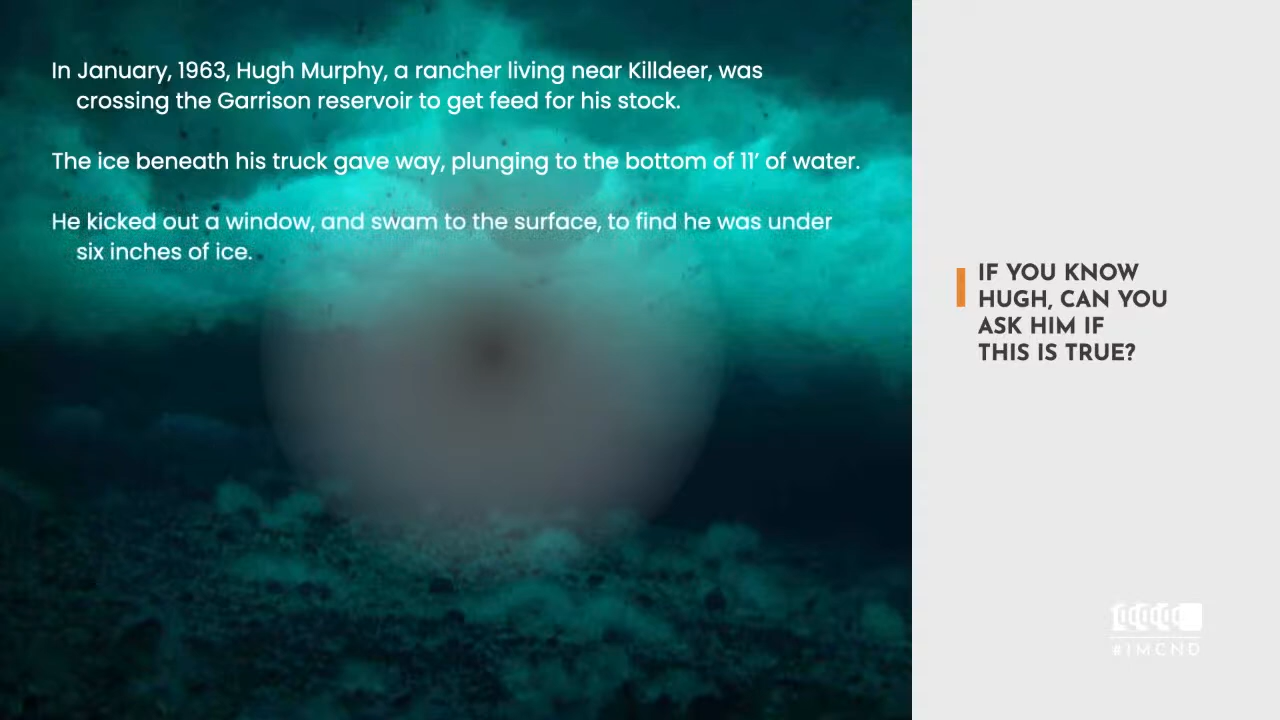 In January, 1963, Hugh Murphy, a rancher living near Killdeer, was
crossing the Garrison reservoir to get feed for his stock.
The ice beneath his truck gave way, plunging to the bottom of 11’ of water.
He kicked out a window, and swam to the surface, to find he was under
six inches of ice.
IF YOU KNOW
HUGH, CAN YOU
ASK HIM IF
THIS IS TRUE?
#IMCND